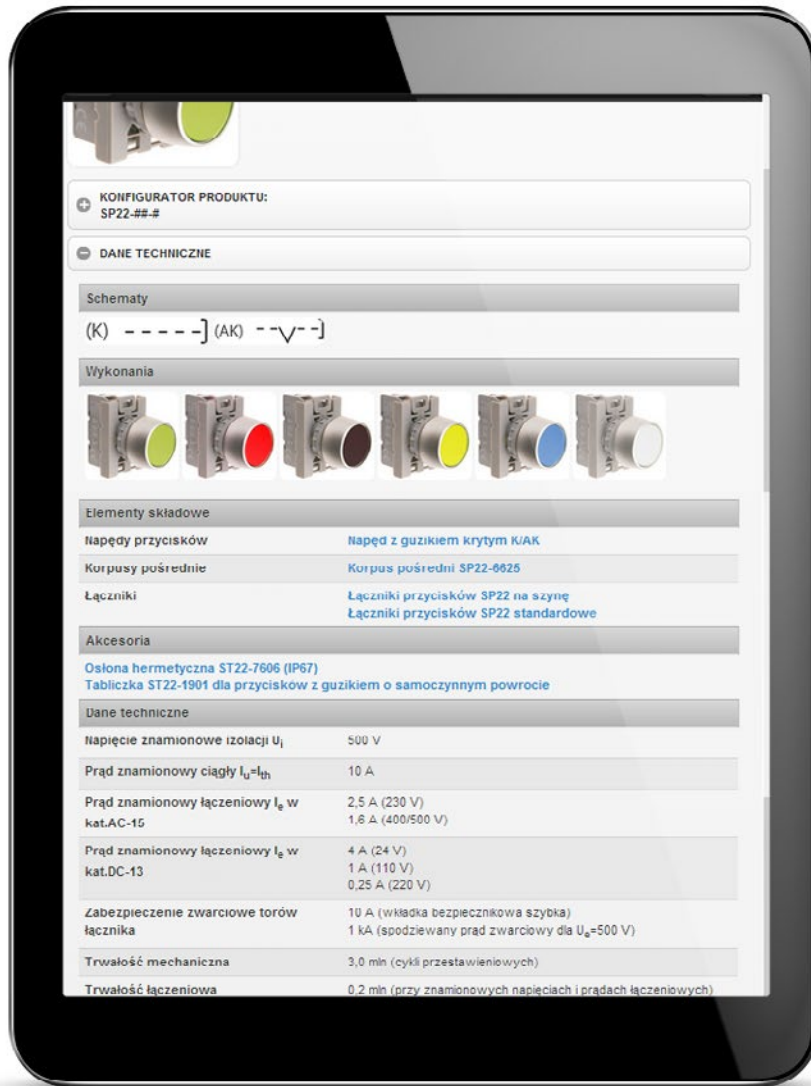 KONFIGURATOR PRODUKTU:
SP22-##-#
DANE TECHNICZNE
Schematy
(K) (AK)
Wykonania
Elementy składowe
Napędy przycisków Napęd z guzikiem krytym K/AK
Korpusy pośrednie Korpus pośredni SP22-6625
Łączniki Łączniki przycisków SP22 na szynę
Łączniki przycisków SP22 standardowe
Akcesoria
Osłona hermetyczna ST22-7606 (IP67)
Tabliczka ST22-1901 dla przycisków z guzikiem o samoczynnym powrocie
Dane techniczne
Napięcie znamionowe izolacji Ui 500 V
Prąd znamionowy ciągły Iu=Ith 10 A
Prąd znamionowy łączeniowy Ie w 2,5 A (230 V)
kat.AC-15 1,6 A (400/500 V)
Prąd znamionowy łączeniowy Ie w 4 A (24 V)
kat.DC-13 1 A (110 V)
0,25 A (220 V)
Zabezpieczenie zwarciowe torów 10 A (wkładka bezpiecznikowa szybka)
łącznika 1 kA (spodziewany prąd zwarciowy dla Ue=500 V)
Trwałość mechaniczna 3,0 mln (cykli przestawieniowych)
Trwałość łączeniowa 0,2 mln (przy znamionowych napięciach i prądach łączeniowych)